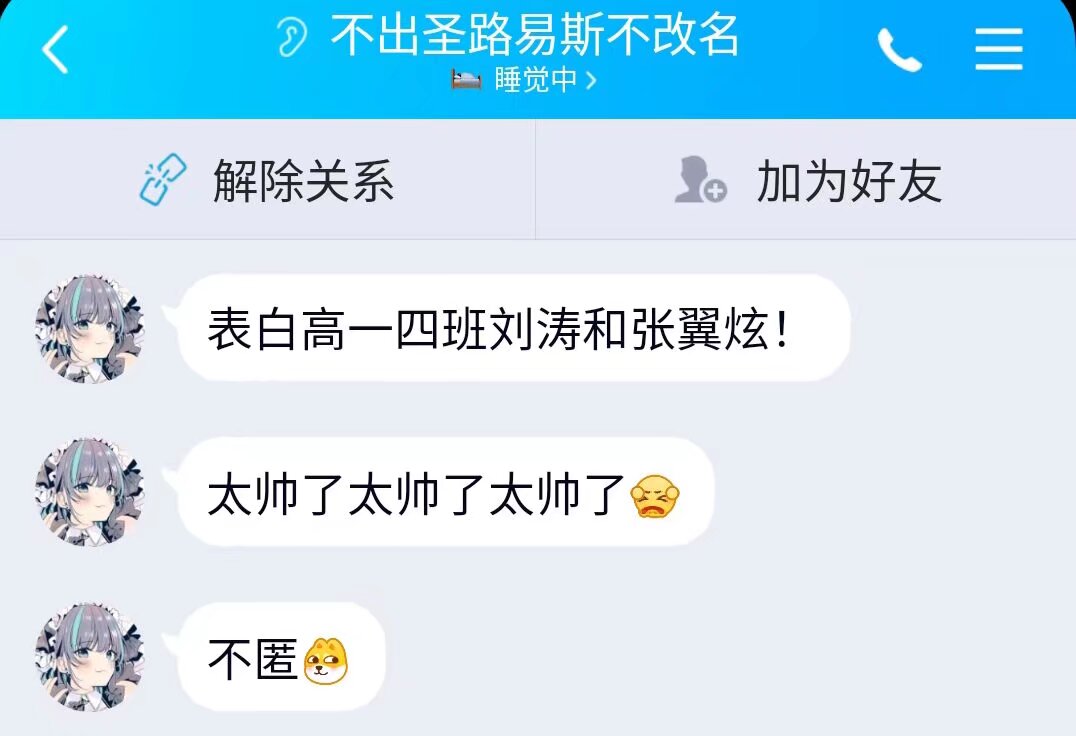 不出圣路易斯不改名
睡觉中
解除关系
加为好友
表白高一四班刘涛和张翼炫！
太帅了太帅了太帅了
不匿